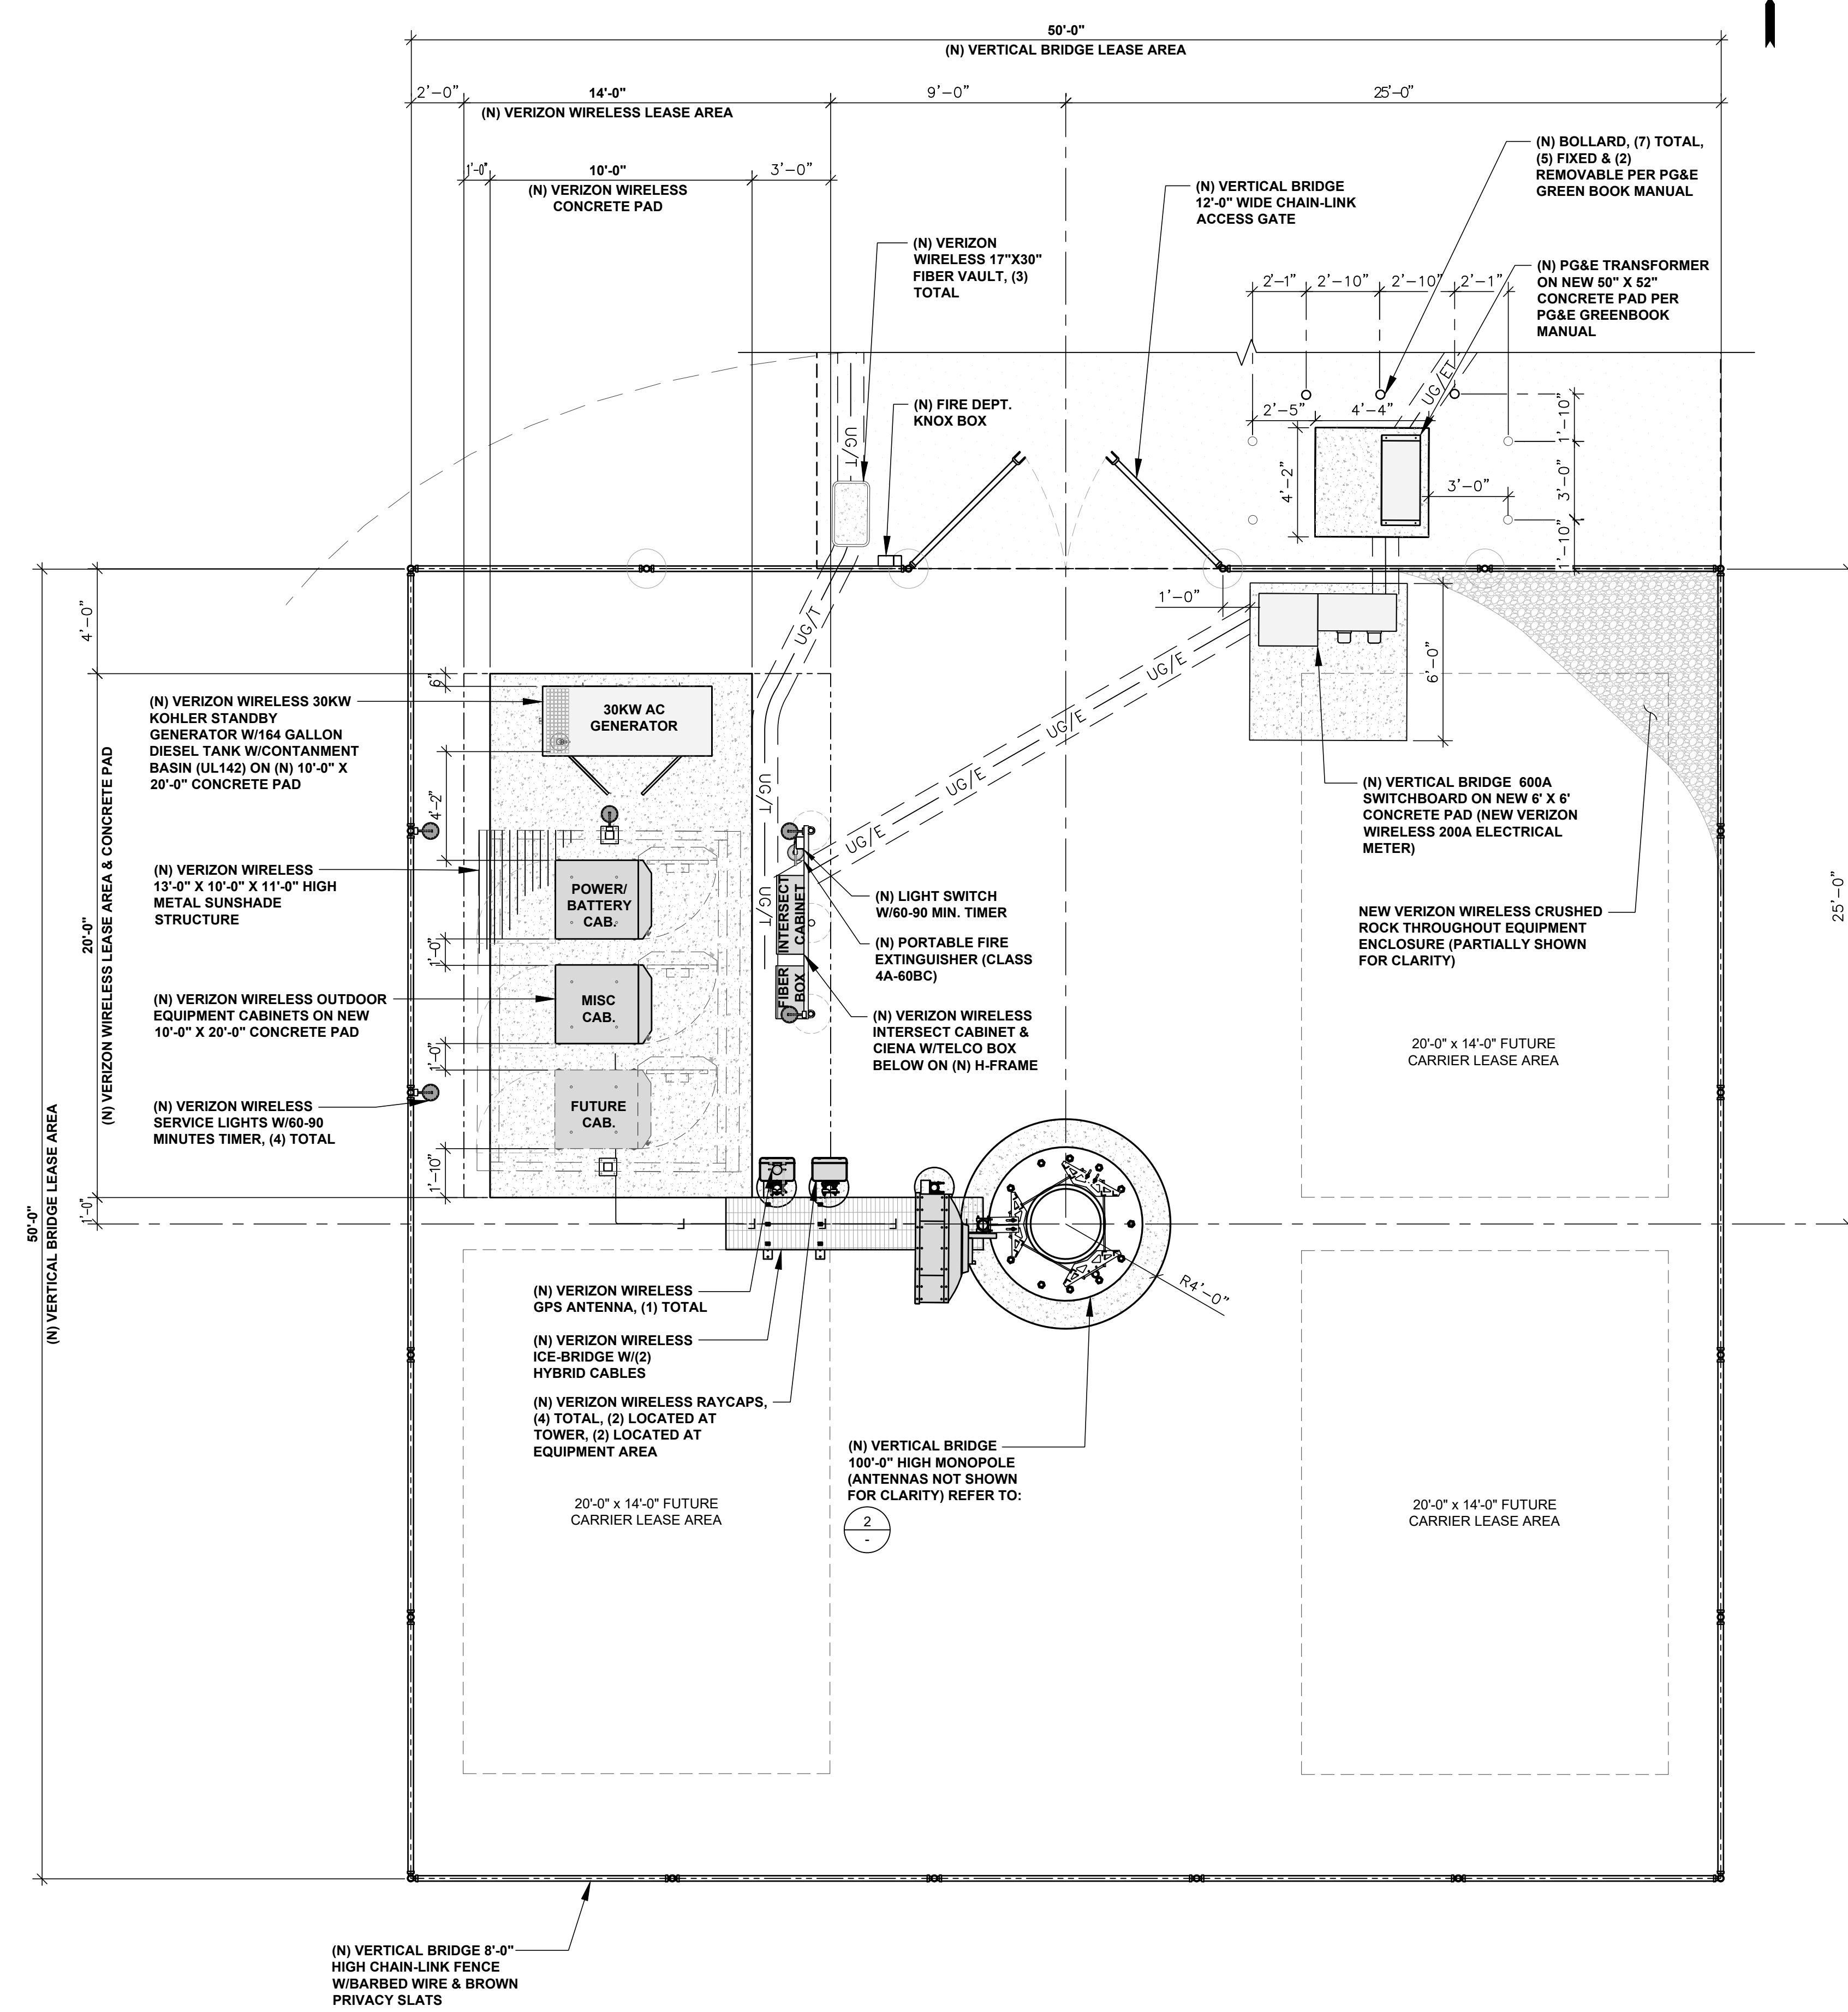 50'-0"
(N) VERTICAL BRIDGE LEASE AREA
2'-0"
14'-0"
9'-0"
25'-0"
(N) VERIZON WIRELESS LEASE AREA
1'-0"
10'-0"
3'-0"
(N) VERIZON WIRELESS
CONCRETE PAD
(N) BOLLARD, (7) TOTAL,
(5) FIXED & (2)
REMOVABLE PER PG&E
GREEN BOOK MANUAL
(N) VERTICAL BRIDGE
12'-0" WIDE CHAIN-LINK
ACCESS GATE
(N) VERIZON
WIRELESS 17"X30"
FIBER VAULT, (3)
TOTAL
(N) PG&E TRANSFORMER
ON NEW 50" X 52"
CONCRETE PAD PER
PG&E GREENBOOK
MANUAL
2'-1"
2'-10"
2'-10"
2'-1"
(N) FIRE DEPT.
KNOX BOX
UG/T
UG/ET
2'-5"
4'-4"
4'-2"
3'-0"
1'-10"
3'-0"
1'-10"
4'-0"
1'-0"
UG/T
UG/E
6'-0"
6"
(N) VERIZON WIRELESS 30KW
KOHLER STANDBY
GENERATOR W/164 GALLON
DIESEL TANK W/CONTANMENT
BASIN (UL142) ON (N) 10'-0" X
20'-0" CONCRETE PAD
30KW AC
GENERATOR
UG/E
UG/E
UG/E
UG/T
4'-2"
(N) VERTICAL BRIDGE 600A
SWITCHBOARD ON NEW 6' X 6'
CONCRETE PAD (NEW VERIZON
WIRELESS 200A ELECTRICAL
METER)
(N) VERIZON WIRELESS
13'-0" X 10'-0" X 11'-0" HIGH
METAL SUNSHADE
STRUCTURE
POWER/
BATTERY
CAB.
UG/T
INTERSECT
CABINET
(N) LIGHT SWITCH
W/60-90 MIN. TIMER
NEW VERIZON WIRELESS CRUSHED
ROCK THROUGHOUT EQUIPMENT
ENCLOSURE (PARTIALLY SHOWN
FOR CLARITY)
25'-0"
20'-0"
(N) VERIZON WIRELESS LEASE AREA & CONCRETE PAD
1'-0"
(N) PORTABLE FIRE
EXTINGUISHER (CLASS
4A-60BC)
(N) VERIZON WIRELESS OUTDOOR
EQUIPMENT CABINETS ON NEW
10'-0" X 20'-0" CONCRETE PAD
MISC
CAB.
FIBER
BOX
(N) VERIZON WIRELESS
INTERSECT CABINET &
CIENA W/TELCO BOX
BELOW ON (N) H-FRAME
20'-0" x 14'-0" FUTURE
CARRIER LEASE AREA
1'-0"
(N) VERIZON WIRELESS
SERVICE LIGHTS W/60-90
MINUTES TIMER, (4) TOTAL
FUTURE
CAB.
1'-10"
1'-0"
50'-0"
(N) VERTICAL BRIDGE LEASE AREA
R4'-0"
(N) VERIZON WIRELESS
GPS ANTENNA, (1) TOTAL
(N) VERIZON WIRELESS
ICE-BRIDGE W/(2)
HYBRID CABLES
(N) VERIZON WIRELESS RAYCAPS,
(4) TOTAL, (2) LOCATED AT
TOWER, (2) LOCATED AT
EQUIPMENT AREA
(N) VERTICAL BRIDGE
100'-0" HIGH MONOPOLE
(ANTENNAS NOT SHOWN
FOR CLARITY) REFER TO:
2
-
20'-0" x 14'-0" FUTURE
CARRIER LEASE AREA
20'-0" x 14'-0" FUTURE
CARRIER LEASE AREA
(N) VERTICAL BRIDGE 8'-0"
HIGH CHAIN-LINK FENCE
W/BARBED WIRE & BROWN
PRIVACY SLATS